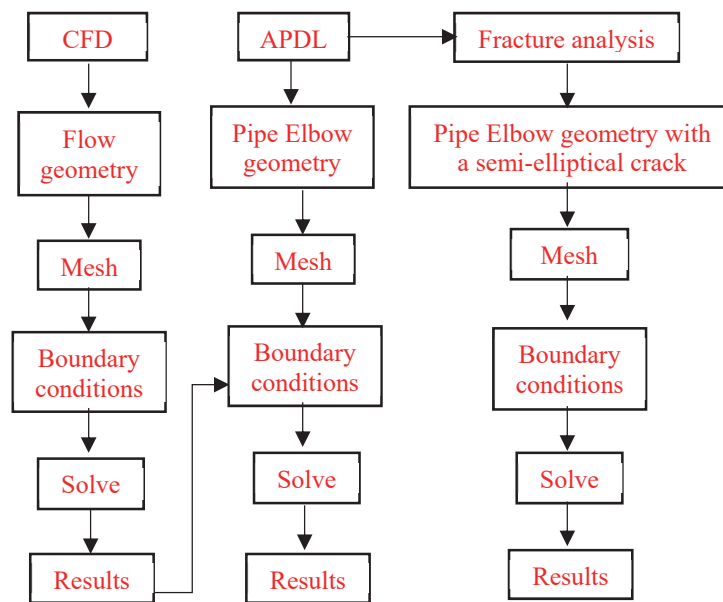 CFD
Flow
geometry
Mesh
Boundary
conditions
Solve
Results
APDL
Pipe Elbow
geometry
Mesh
Boundary
conditions
Solve
Results
Fracture analysis
Pipe Elbow geometry with
a semi-elliptical crack
Mesh
Boundary
conditions
Solve
Results